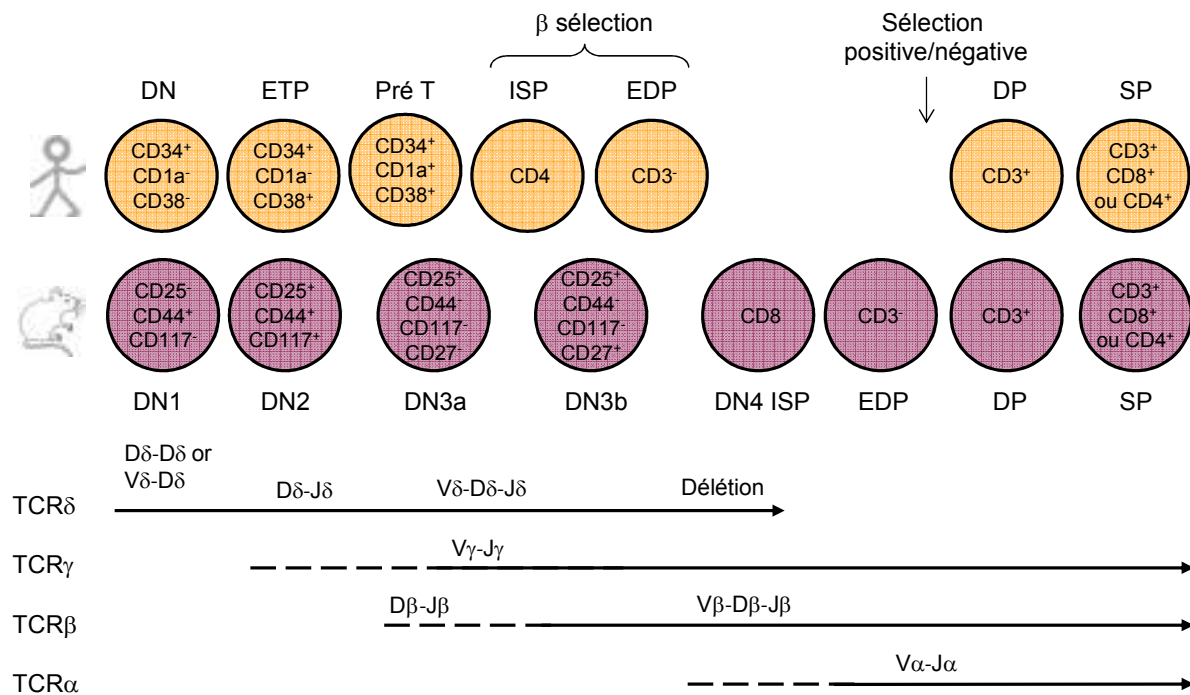 β sélection
Sélection
positive/négative
DN
ETP
Pré T
ISP
EDP
DP
SP
CD34⁺
CD1a⁻
CD38⁻
CD34⁺
CD1a⁻
CD38⁺
CD34⁺
CD1a⁺
CD38⁺
CD4
CD3⁻
CD3⁺
CD3⁺
CD8⁺
ou CD4⁺
CD25⁻
CD44⁺
CD117⁻
CD25⁺
CD44⁺
CD117⁺
CD25⁺
CD44⁻
CD117⁻
CD27⁻
CD25⁺
CD44⁻
CD117⁻
CD27⁺
CD8
CD3⁻
CD3⁺
CD3⁺
CD8⁺
ou CD4⁺
DN1
DN2
DN3a
DN3b
DN4 ISP
EDP
DP
SP
Dδ-Dδ or
Vδ-Dδ
Dδ-Jδ
Vδ-Dδ-Jδ
Délétion
TCRδ
Vγ-Jγ
TCRγ
Dβ-Jβ
Vβ-Dβ-Jβ
TCRβ
Vα-Jα
TCRα